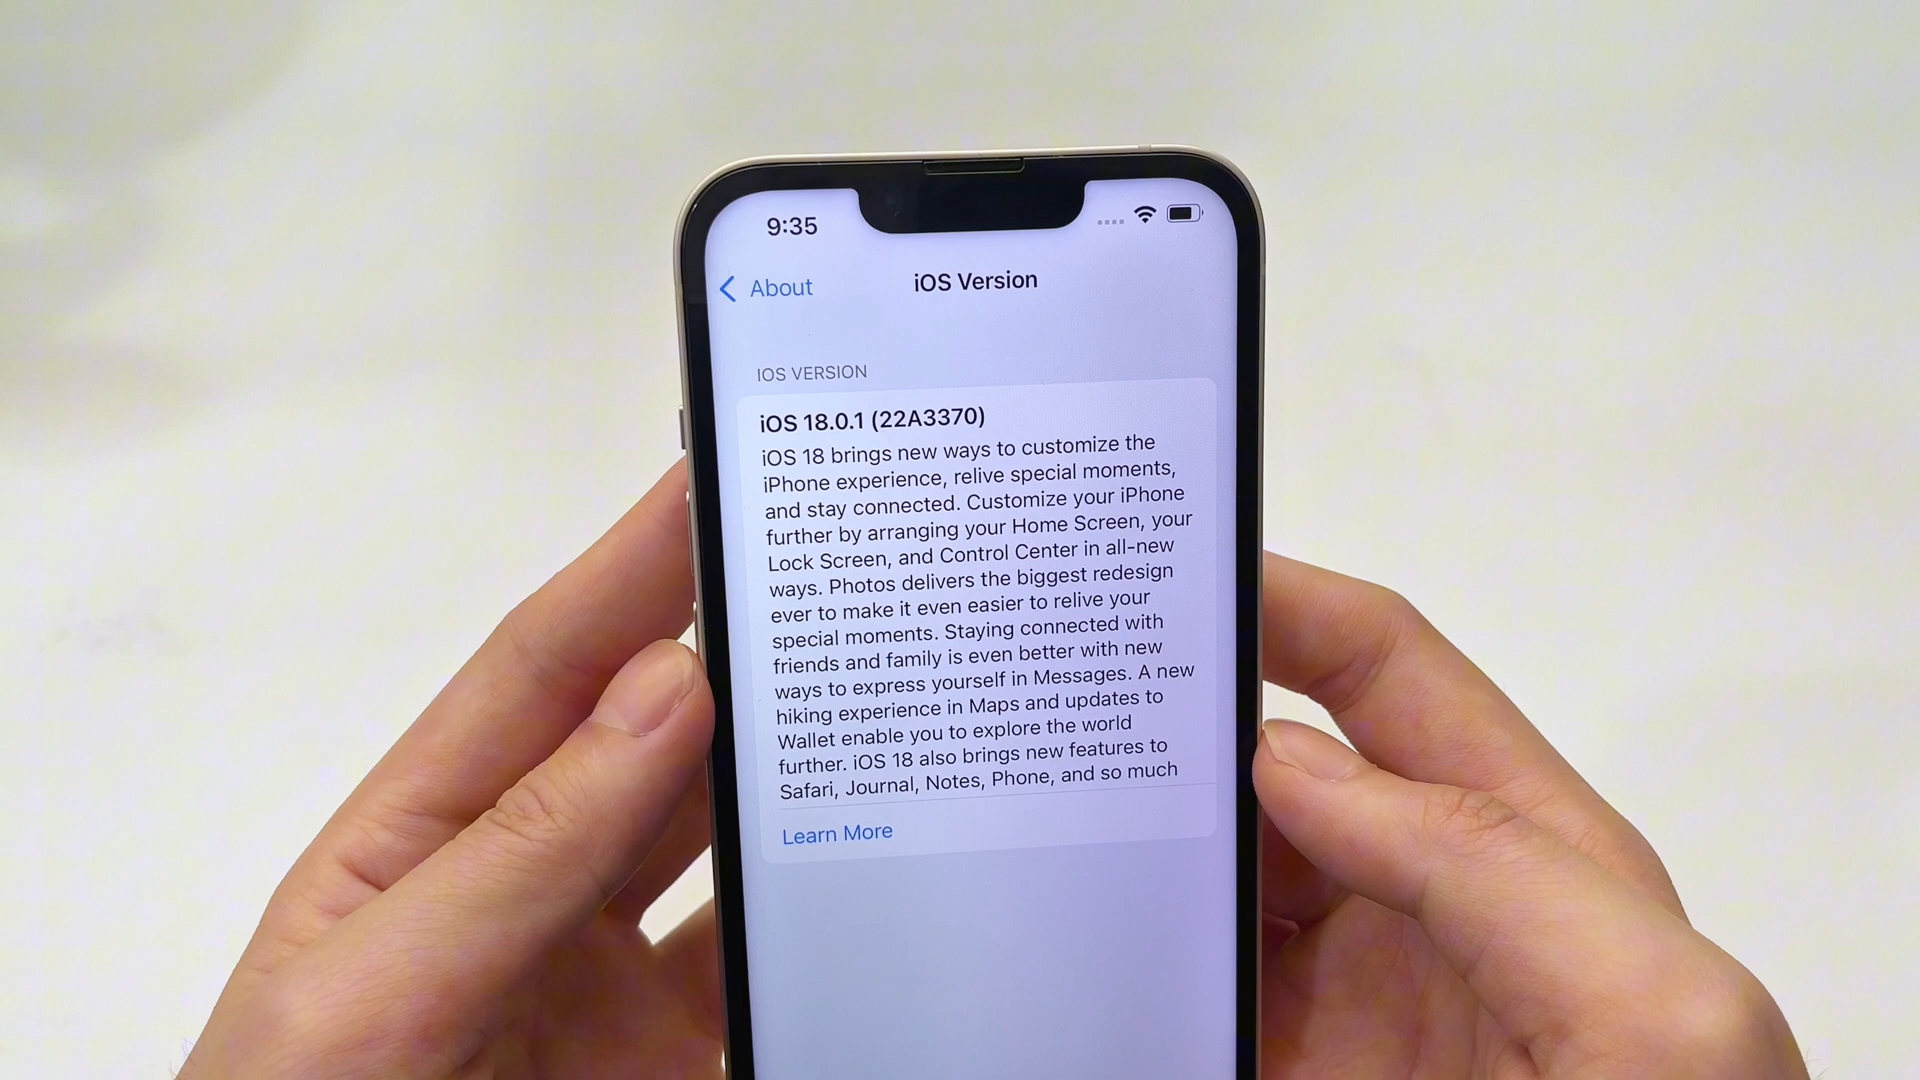 9:35
About
iOS Version
IOS VERSION
iOS 18.0.1 (22A3370)
iOS 18 brings new ways to customize the
iPhone experience, relive special moments,
and stay connected. Customize your iPhone
further by arranging your Home Screen, your
Lock Screen, and Control Center in all-new
ways. Photos delivers the biggest redesign
ever to make it even easier to relive your
special moments. Staying connected with
friends and family is even better with new
ways to express yourself in Messages. A new
hiking experience in Maps and updates to
Wallet enable you to explore the world
further. iOS 18 also brings new features to
Safari, Journal, Notes, Phone, and so much
Learn More